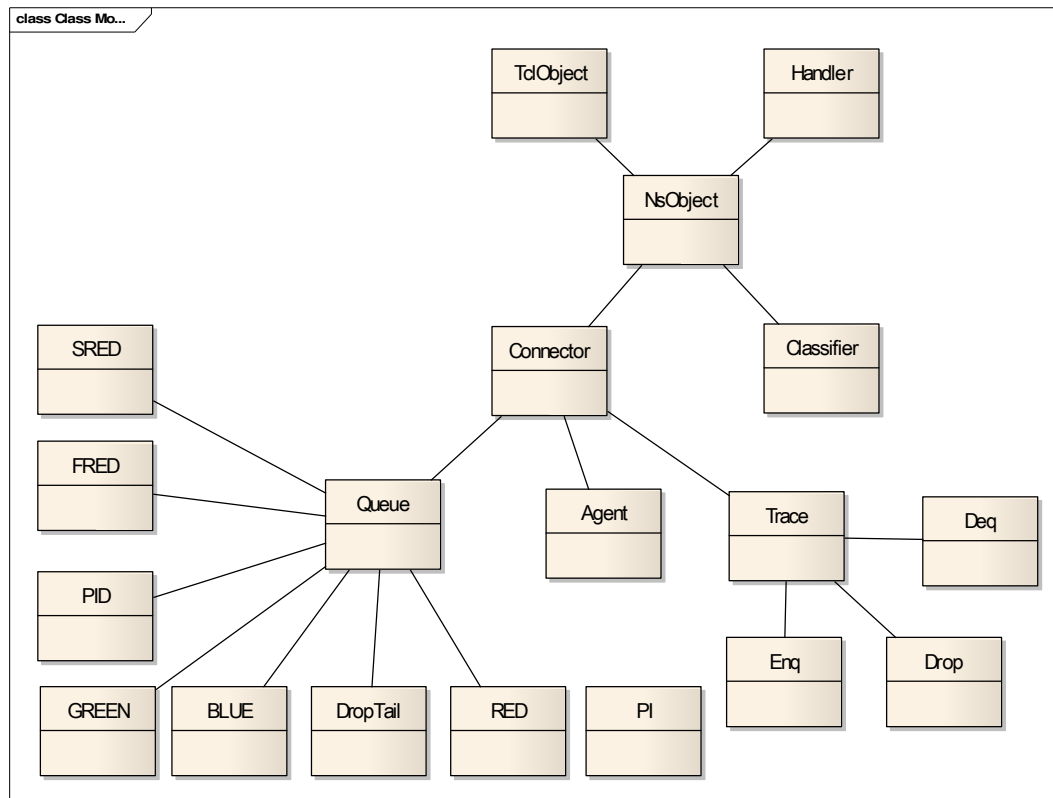 class Class Mo...
TclObject
Handler
NsObject
SRED
Connector
Classifier
FRED
Queue
Agent
Trace
Deq
PID
Enq
Drop
GREEN
BLUE
DropTail
RED
PI